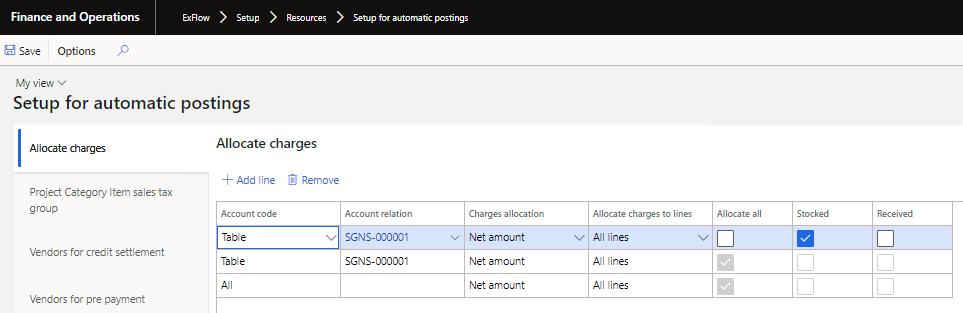 Finance and Operations ExFlow Setup Resources Setup for automatic postings
Save Options
My view
Setup for automatic postings
Allocate charges
Project Category Item sales tax
group
Vendors for credit settlement
Vendors for pre payment
Allocate charges
Add line Remove
Account code Account relation Charges allocation Allocate charges to lines Allocate all Stocked Received
Table SGNS-000001 Net amount All lines
Table SGNS-000001 Net amount All lines
All Net amount All lines